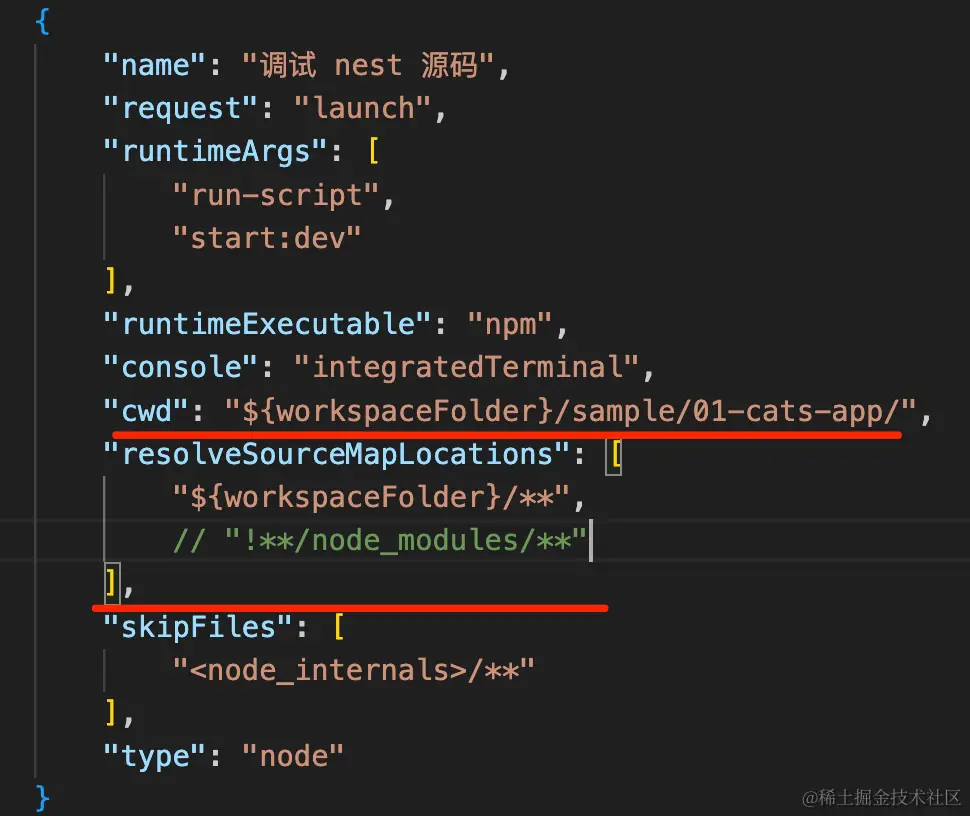 {
"name": "调试 nest 源码",
"request": "launch",
"runtimeArgs": [
"run-script",
"start:dev"
],
"runtimeExecutable": "npm",
"console": "integratedTerminal",
"cwd": "${workspaceFolder}/sample/01-cats-app/",
"resolveSourceMapLocations": [
"${workspaceFolder}/**",
// "!**/node_modules/**"
],
"skipFiles": [
"<node_internals>/**"
],
"type": "node"
}
@稀土掘金技术社区